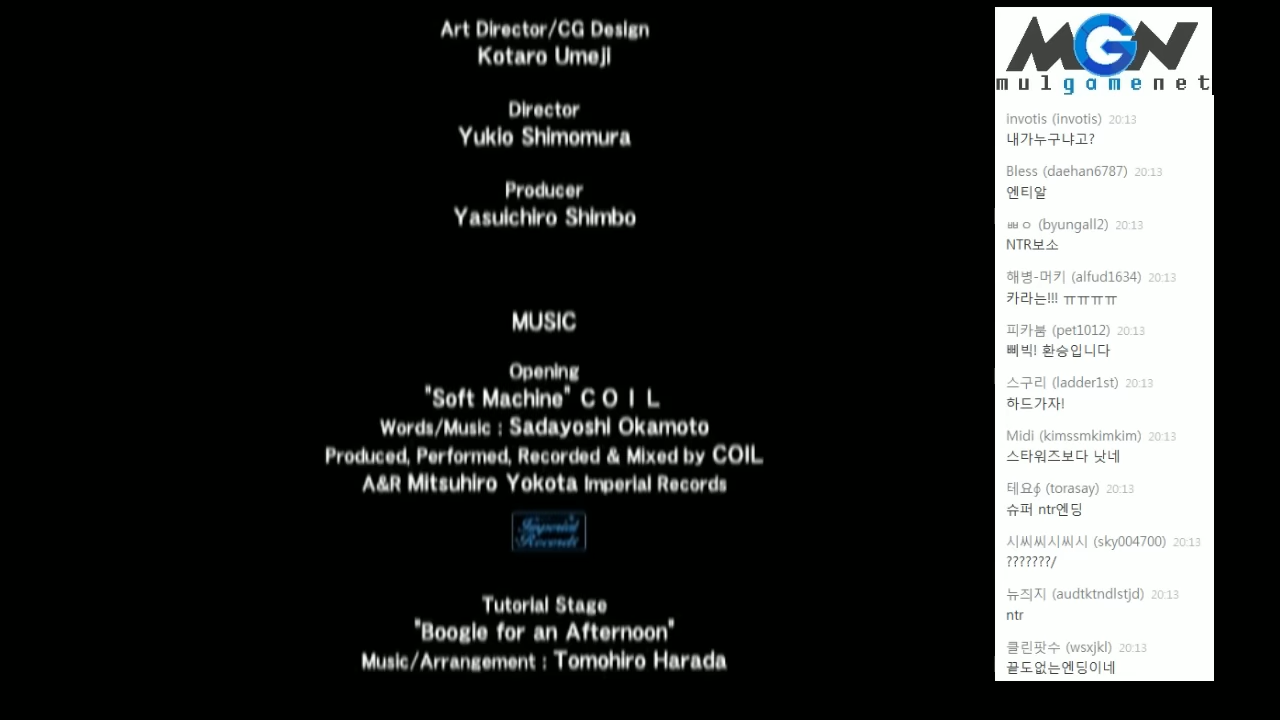 Art Director/CG Design
Kotaro Umeji
Director
Yukio Shimomura
Producer
Yasuichiro Shimbo
MUSIC
Opening
"Soft Machine" C O I L
Words/Music : Sadayoshi Okamoto
Produced, Performed, Recorded & Mixed by COIL
A&R Mitsuhiro Yokota Imperial Records
Imperial
Records
Tutorial Stage
"Boogie for an Afternoon"
Music/Arrangement : Tomohiro Harada
MGN
mulgamenet
invotis (invotis) 20:13
내가누구냐고?
Bless (daehan6787) 20:13
엔티알
ㅃㅇ (byungall2) 20:13
NTR보소
해병-머키 (alfud1634) 20:13
카라는!!! ㅠㅠㅠㅠ
피카붐 (pet1012) 20:13
삐빅! 환승입니다
스구리 (ladder1st) 20:13
하드가자!
Midi (kimssmkimkim) 20:13
스타워즈보다 낫네
테요∮ (torasay) 20:13
슈퍼 ntr엔딩
시씨씨시씨시 (sky004700) 20:13
???????/
뉴즤지 (audtktndlstjd) 20:13
ntr
클린팟수 (wsxjkl) 20:13
끝도없는엔딩이네